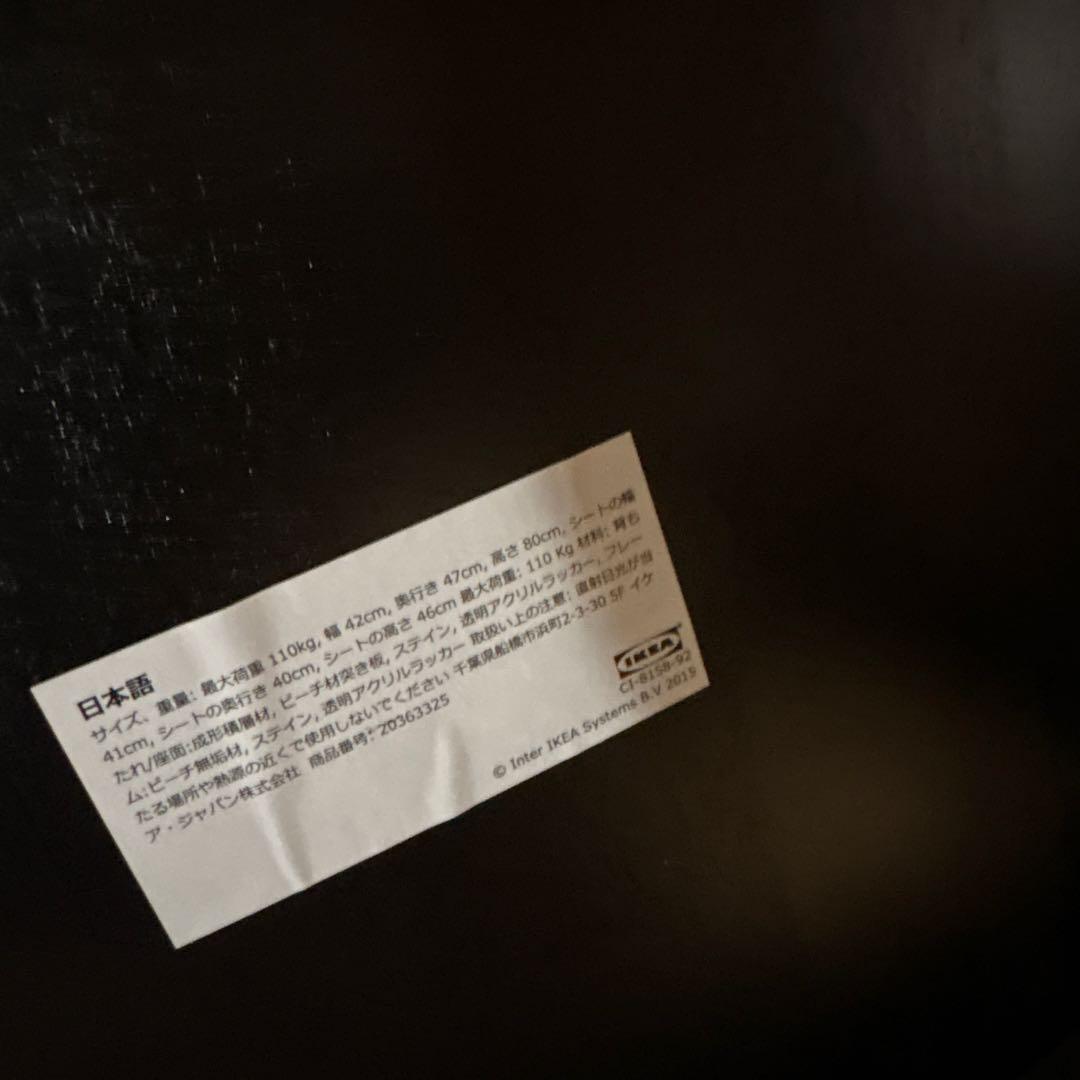 日本語
サイズ、重量: 最大荷重 110kg, 幅 42cm, 奥行き 47cm, 高さ 80cm, シートの幅
41cm, シートの奥行き 40cm, シートの高さ 46cm 最大荷重: 110 Kg 材料: 背も
たれ/座面:成形積層材, ビーチ材突き板, ステイン, 透明アクリルラッカー, フレー
ム:ビーチ無垢材, ステイン, 透明アクリルラッカー 取扱い上の注意: 直射日光が当
たる場所や熱源の近くで使用しないでください 千葉県船橋市浜町2-3-30 5F イケ
ア・ジャパン株式会社 商品番号: 20363325
IKEA
CJ-8158-92
© Inter IKEA Systems B.V 2015